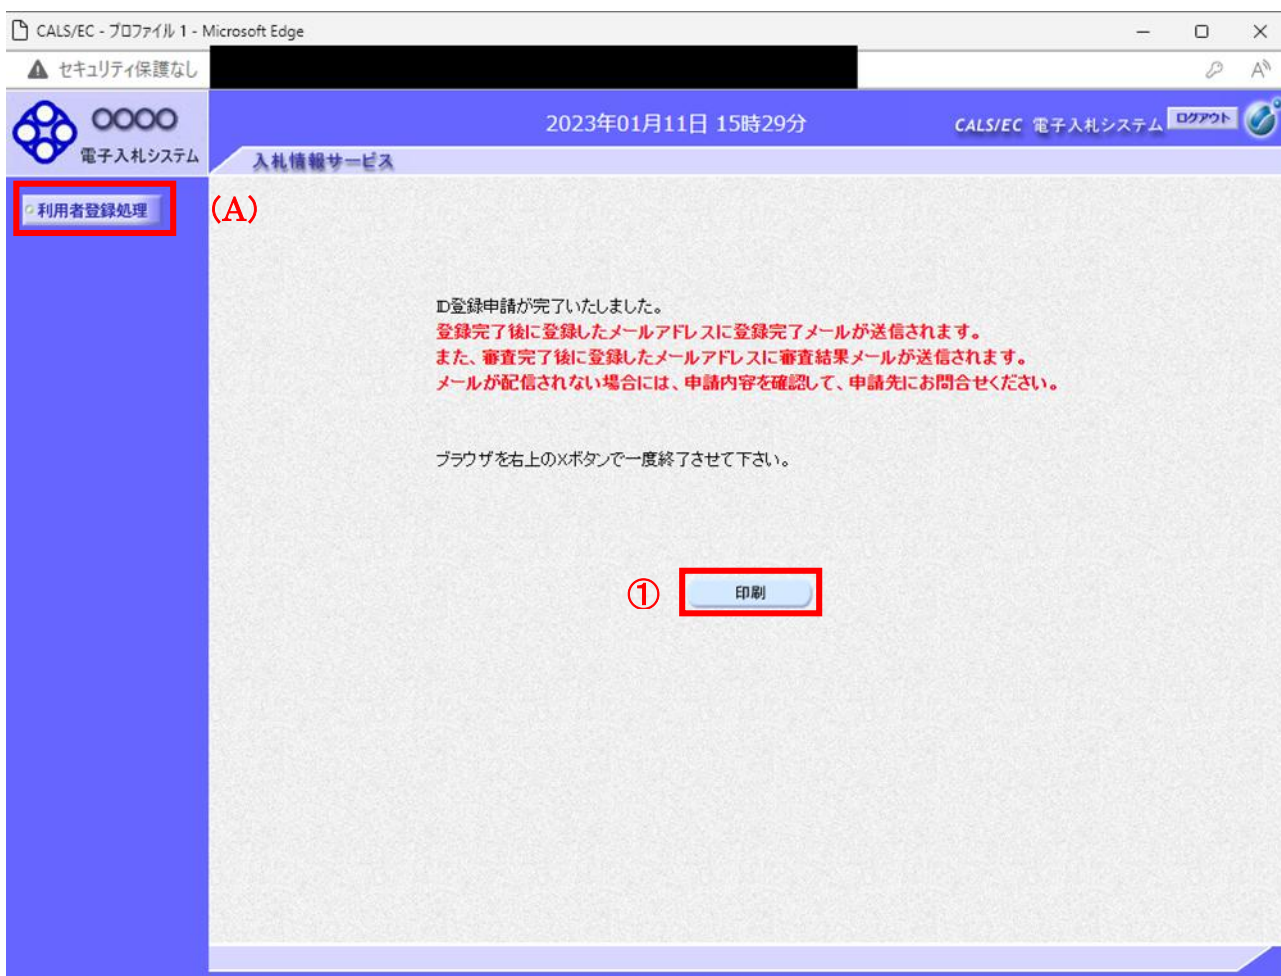 CALS/EC - プロファイル 1 - Microsoft Edge
セキュリティ保護なし
○○○○
電子入札システム
2023年01月11日 15時29分
CALS/EC 電子入札システム
ログアウト
入札情報サービス
利用者登録処理
(A)
ID登録申請が完了いたしました。
登録完了後に登録したメールアドレスに登録完了メールが送信されます。
また、審査完了後に登録したメールアドレスに審査結果メールが送信されます。
メールが配信されない場合には、申請内容を確認して、申請先にお問合せください。
ブラウザを右上の×ボタンで一度終了させて下さい。
① 印刷